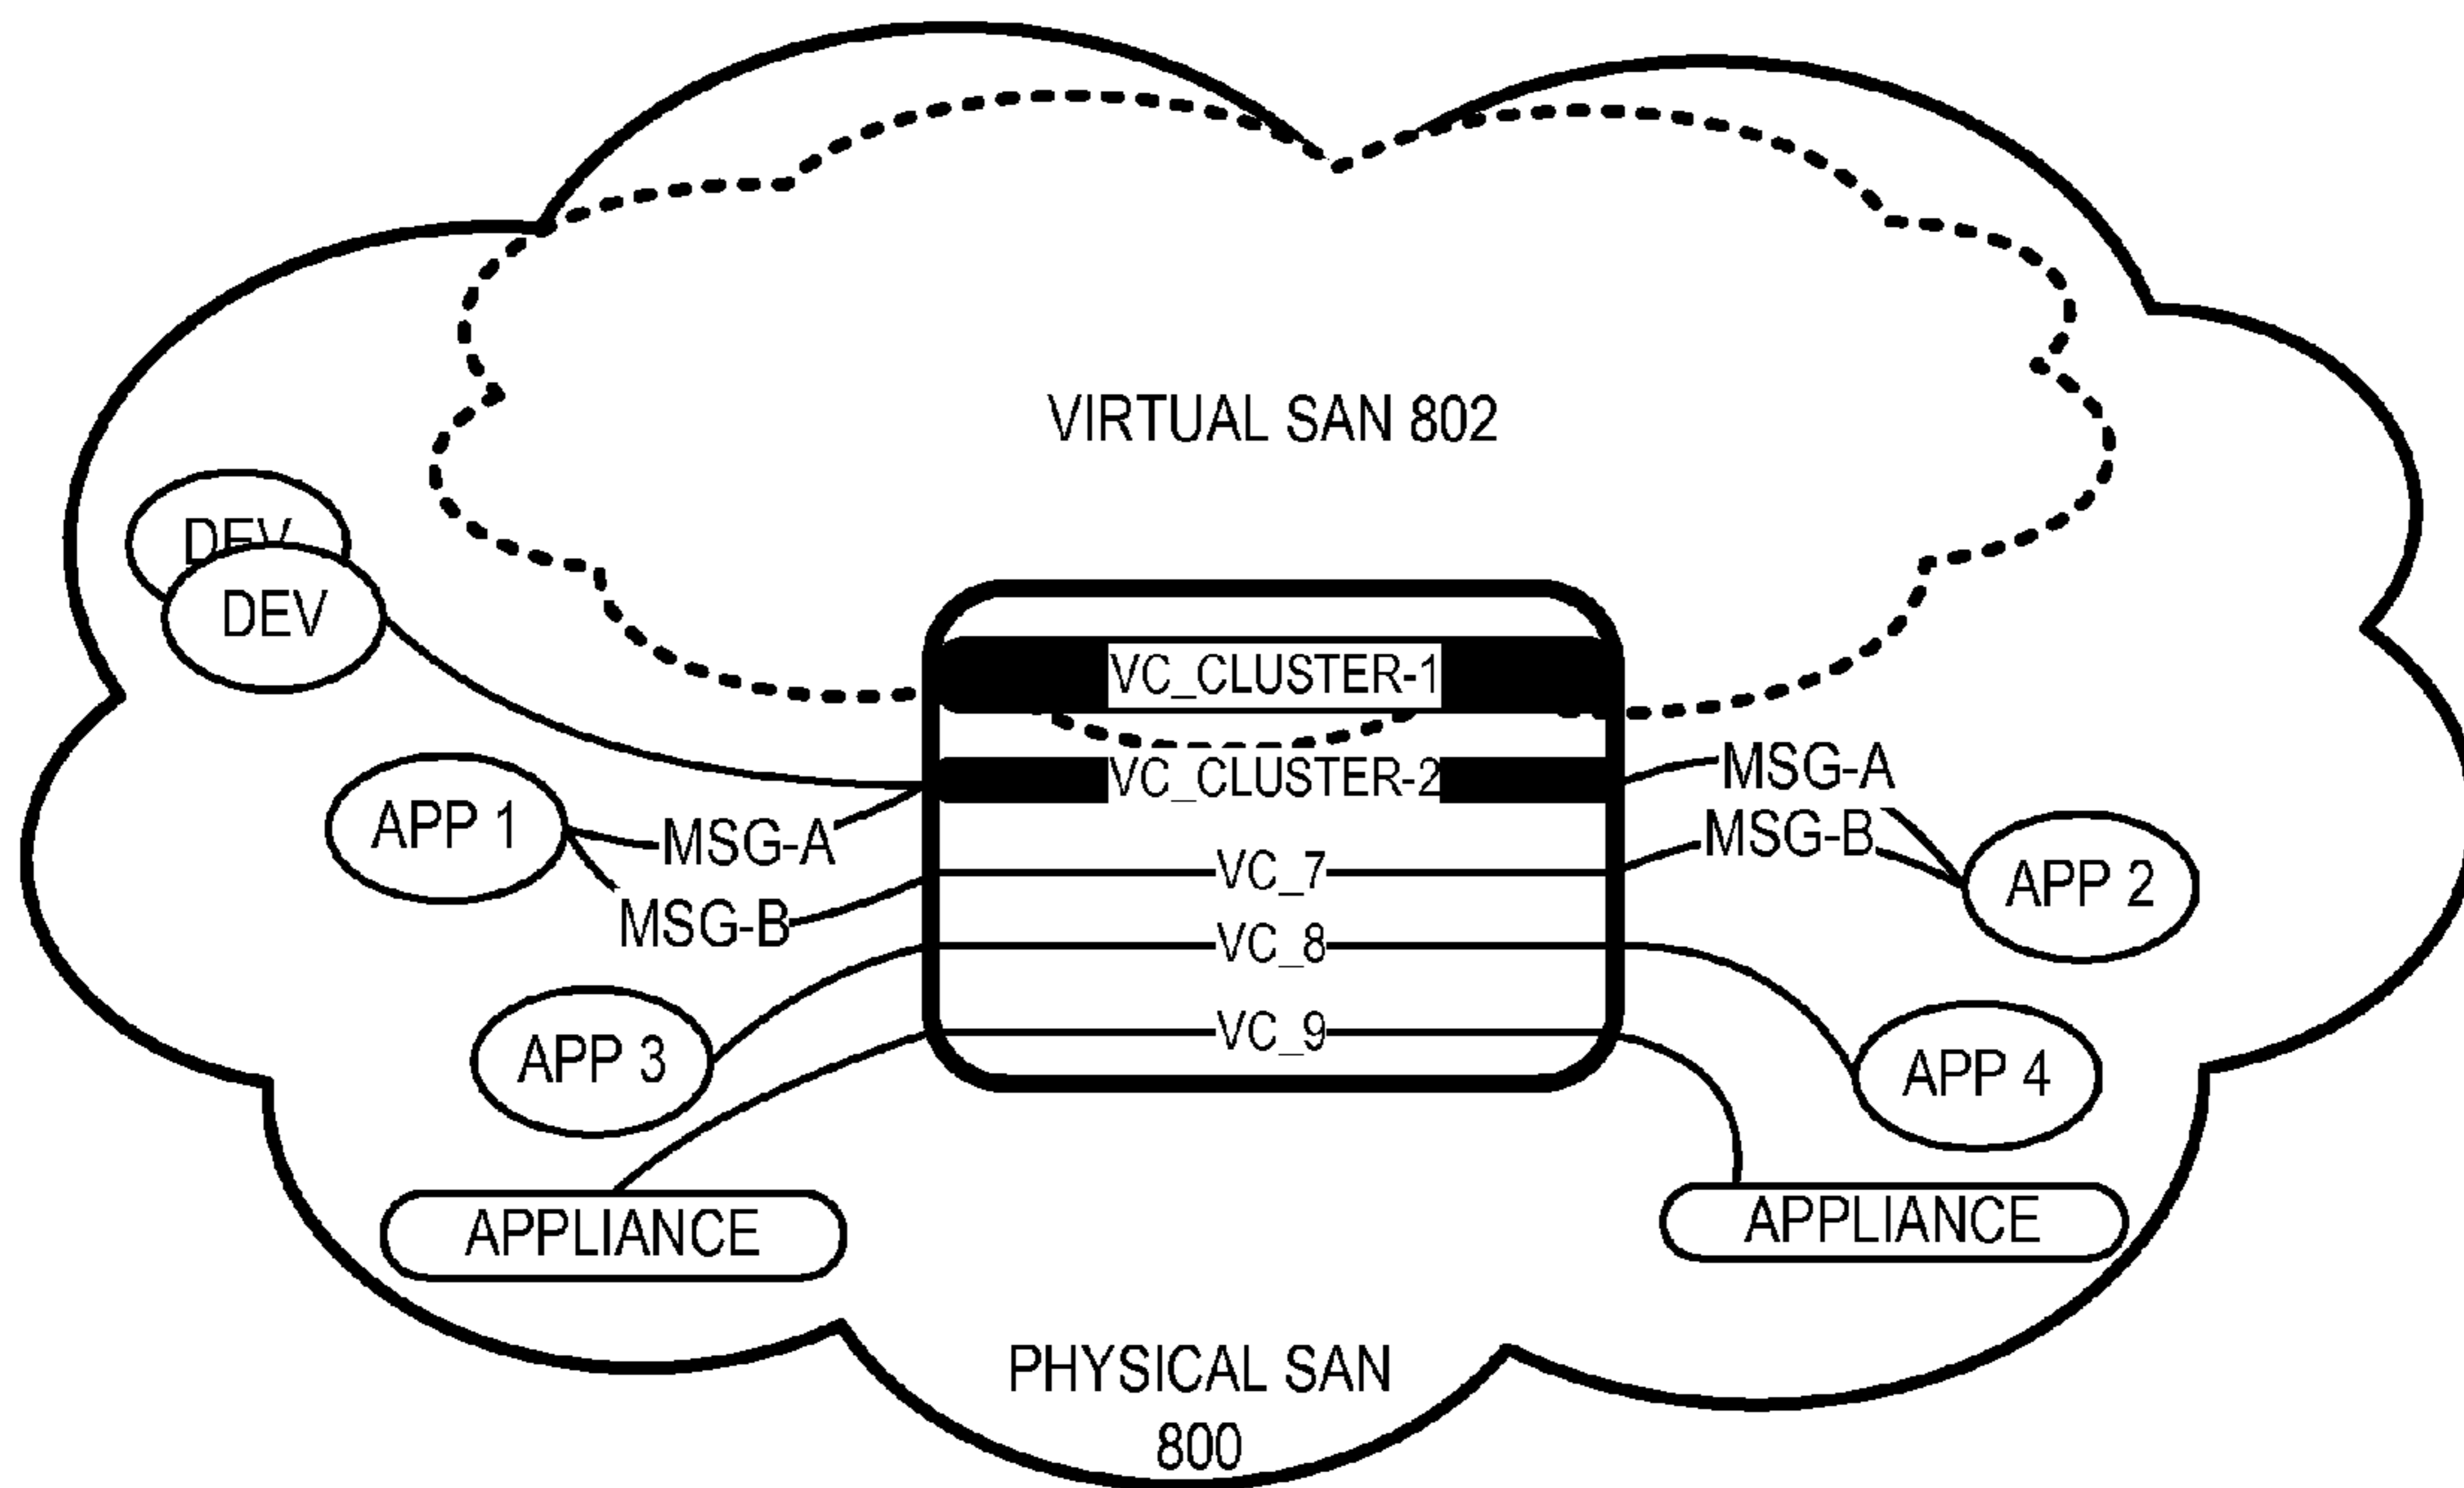 VIRTUAL SAN 802
DEV
DEV
VC_CLUSTER-1
VC_CLUSTER-2
MSG-A
APP 1
MSG-A
MSG-B
MSG-B
VC_7
APP 2
VC_8
APP 3
VC_9
APP 4
APPLIANCE
APPLIANCE
PHYSICAL SAN
800